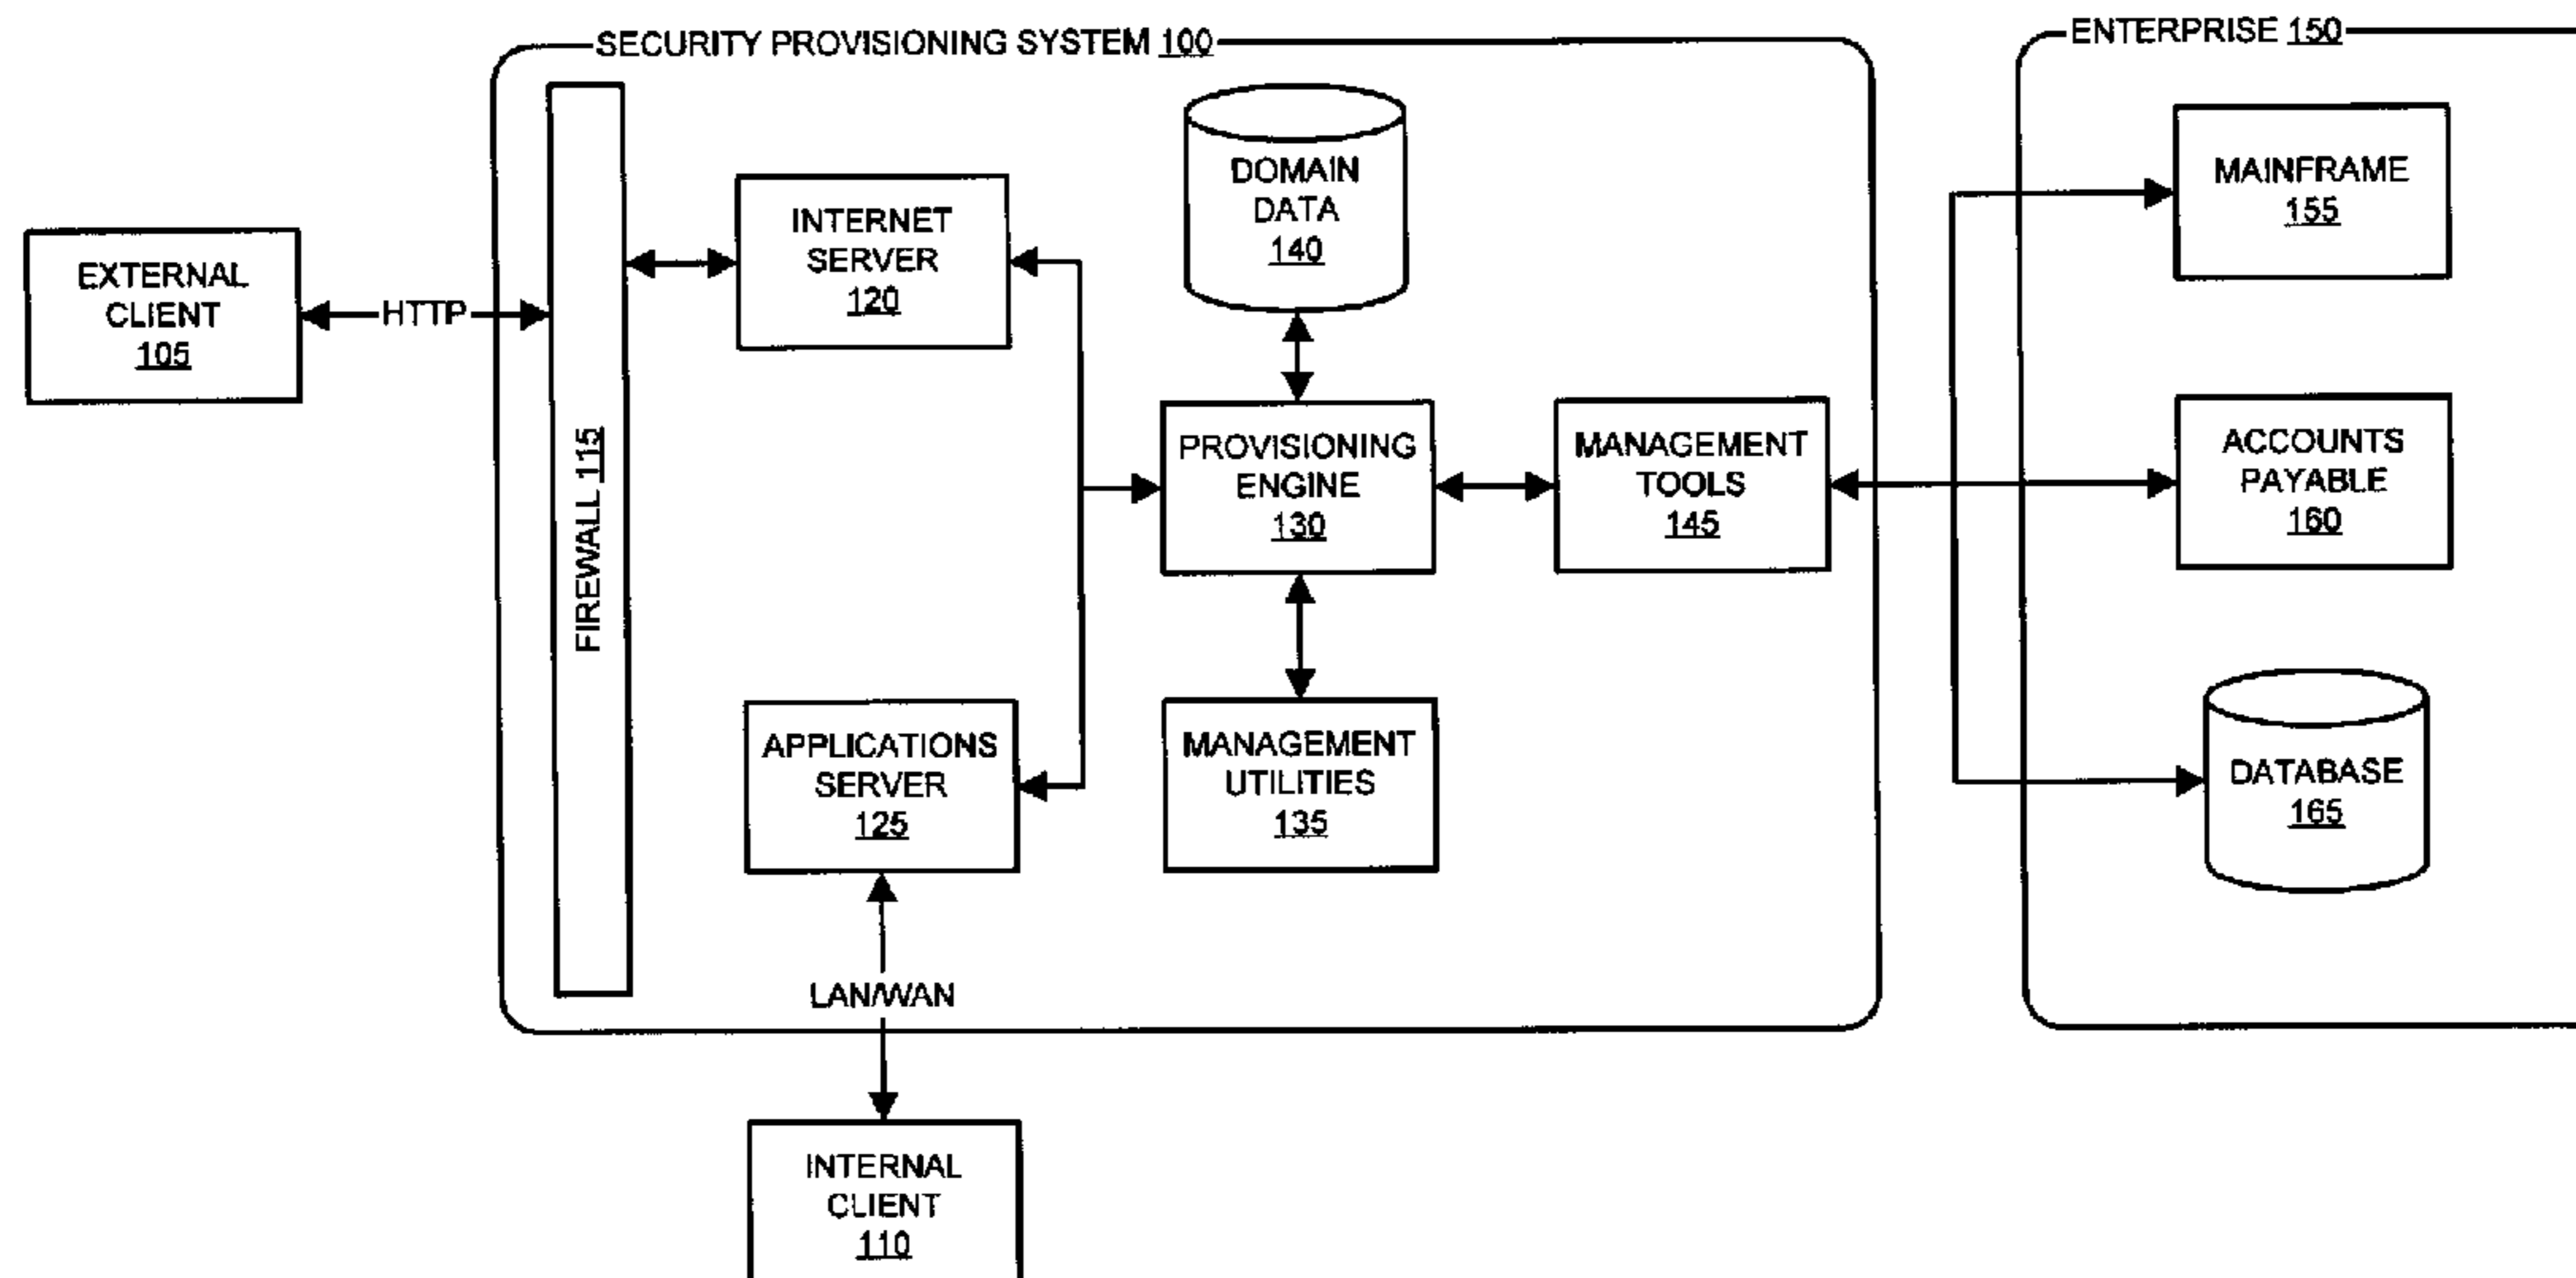 SECURITY PROVISIONING SYSTEM 100
ENTERPRISE 150
EXTERNAL
CLIENT
105
HTTP
FIREWALL 115
INTERNET
SERVER
120
DOMAIN
DATA
140
MAINFRAME
155
PROVISIONING
ENGINE
130
MANAGEMENT
TOOLS
145
ACCOUNTS
PAYABLE
160
APPLICATIONS
SERVER
125
MANAGEMENT
UTILITIES
135
DATABASE
165
LAN/WAN
INTERNAL
CLIENT
110